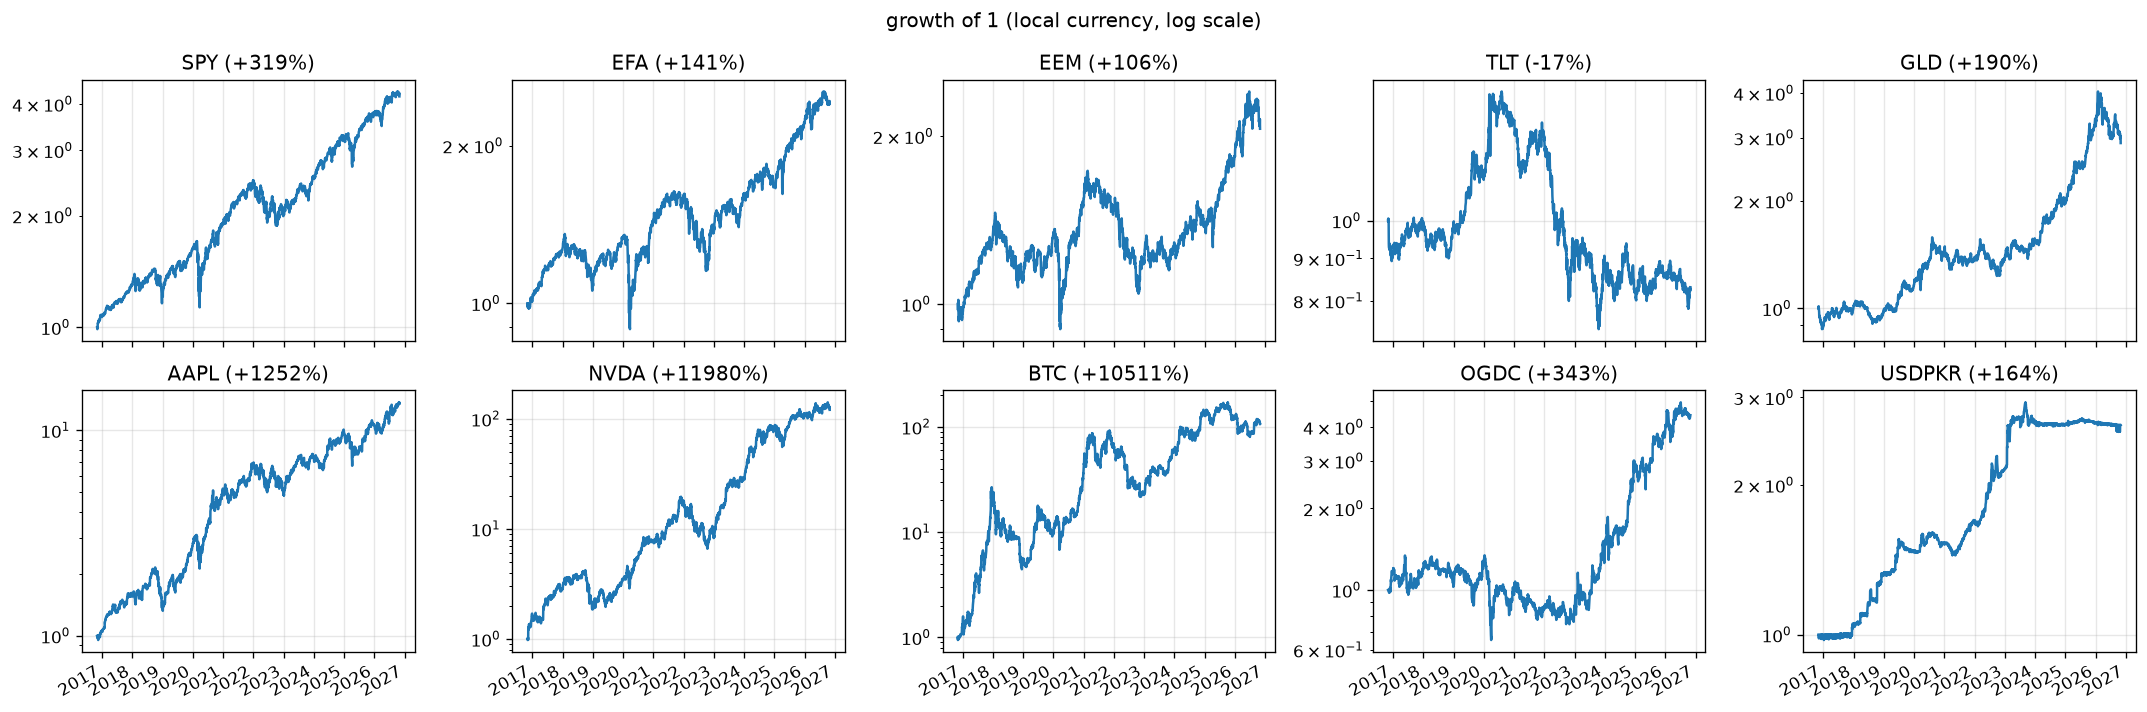 growth of 1 (local currency, log scale)
SPY (+319%)
4 × 10⁰
3 × 10⁰
2 × 10⁰
10⁰
EFA (+141%)
2 × 10⁰
10⁰
EEM (+106%)
2 × 10⁰
10⁰
TLT (-17%)
10⁰
9 × 10⁻¹
8 × 10⁻¹
GLD (+190%)
4 × 10⁰
3 × 10⁰
2 × 10⁰
10⁰
AAPL (+1252%)
10¹
10⁰
2017 2018 2019 2020 2021 2022 2023 2024 2025 2026 2027
NVDA (+11980%)
10²
10¹
10⁰
2017 2018 2019 2020 2021 2022 2023 2024 2025 2026 2027
BTC (+10511%)
10²
10¹
10⁰
2017 2018 2019 2020 2021 2022 2023 2024 2025 2026 2027
OGDC (+343%)
4 × 10⁰
3 × 10⁰
2 × 10⁰
10⁰
6 × 10⁻¹
2017 2018 2019 2020 2021 2022 2023 2024 2025 2026 2027
USDPKR (+164%)
3 × 10⁰
2 × 10⁰
10⁰
2017 2018 2019 2020 2021 2022 2023 2024 2025 2026 2027